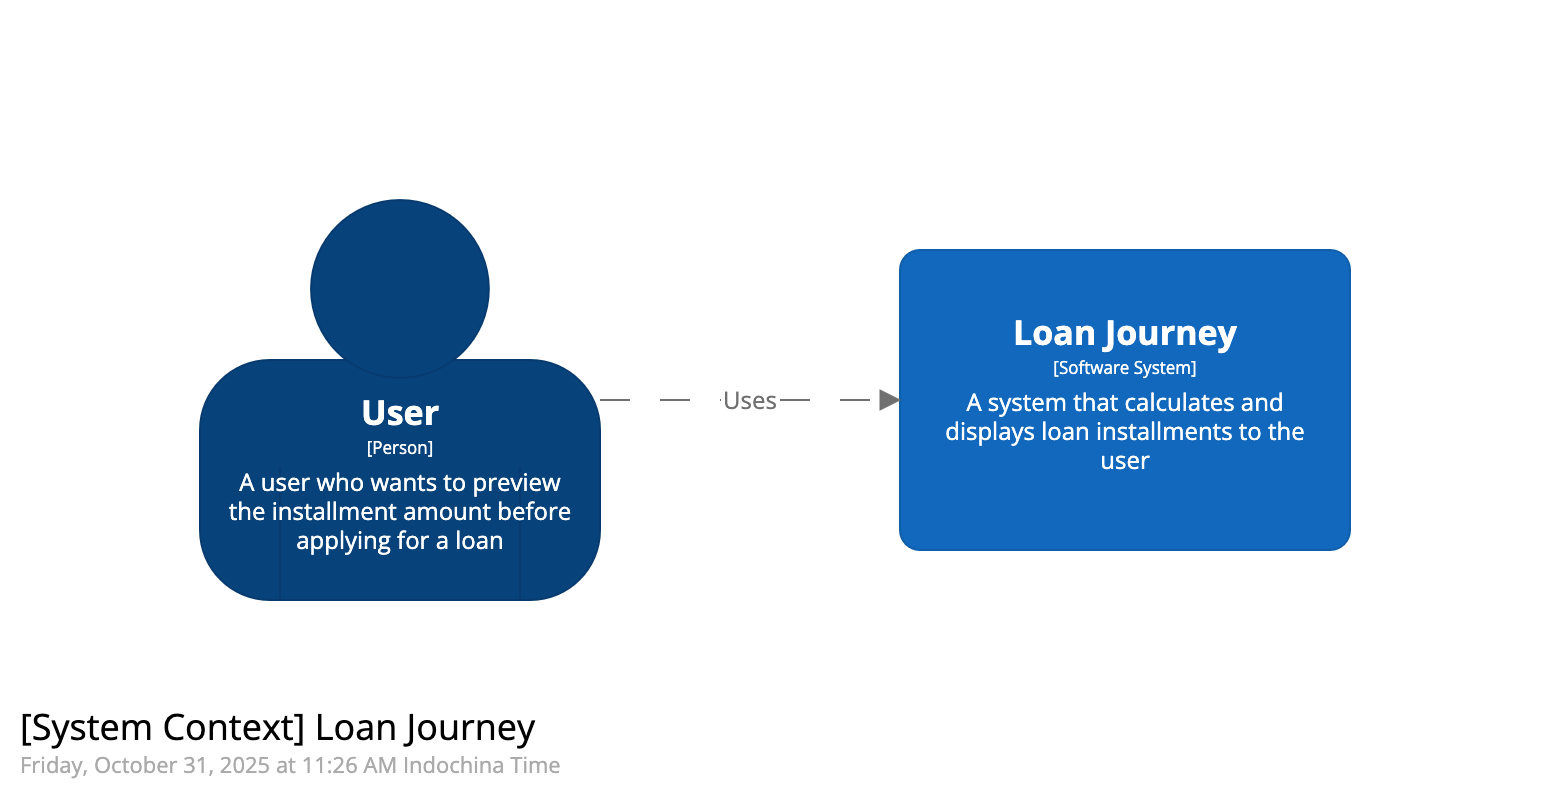 User
[Person]
A user who wants to preview
the installment amount before
applying for a loan
Uses
Loan Journey
[Software System]
A system that calculates and
displays loan installments to the
user
[System Context] Loan Journey
Friday, October 31, 2025 at 11:26 AM Indochina Time